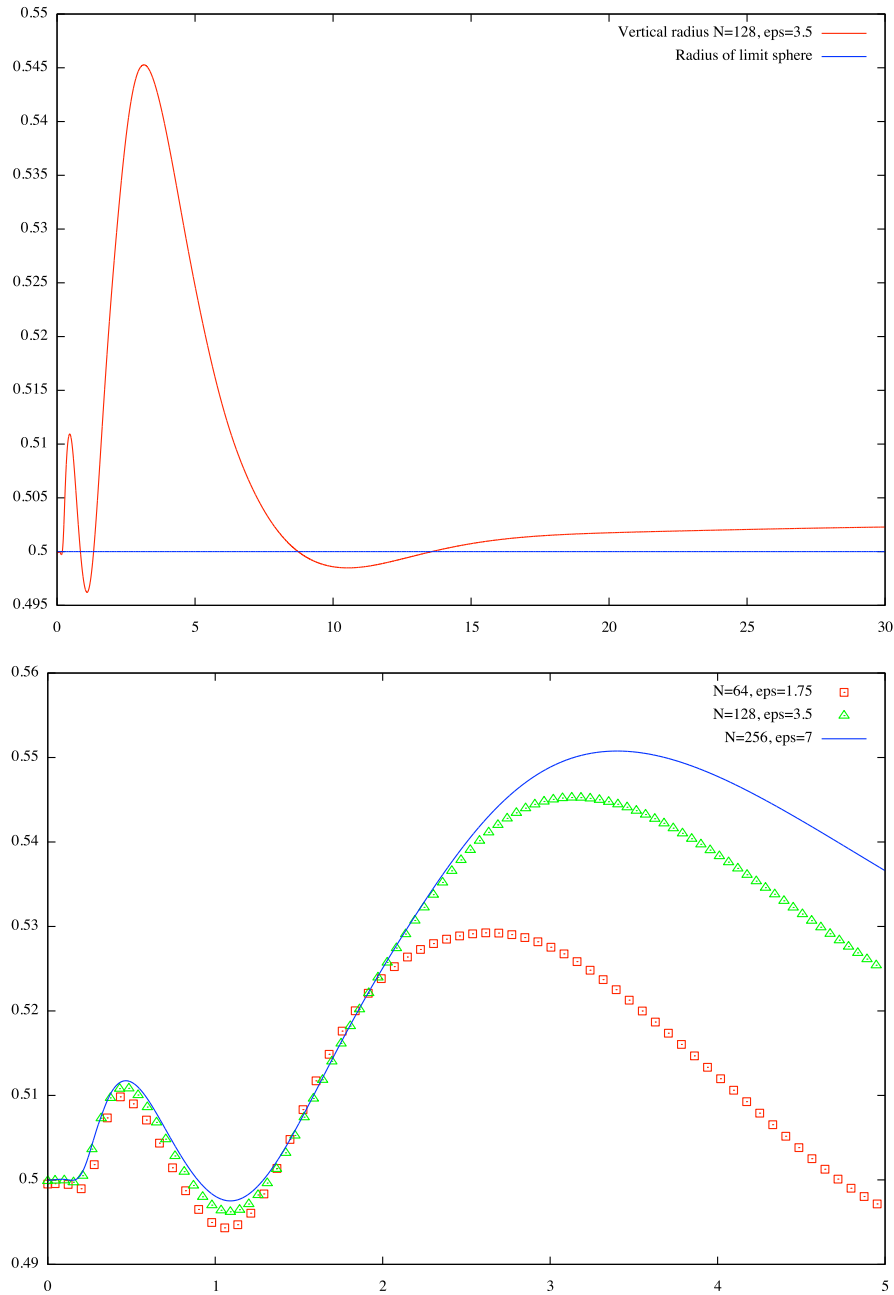 0.55
Vertical radius N=128, eps=3.5
Radius of limit sphere
0.545
0.54
0.535
0.53
0.525
0.52
0.515
0.51
0.505
0.5
0.495
0 5 10 15 20 25 30
0.56
N=64, eps=1.75
N=128, eps=3.5
N=256, eps=7
0.55
0.54
0.53
0.52
0.51
0.5
0.49
0 1 2 3 4 5